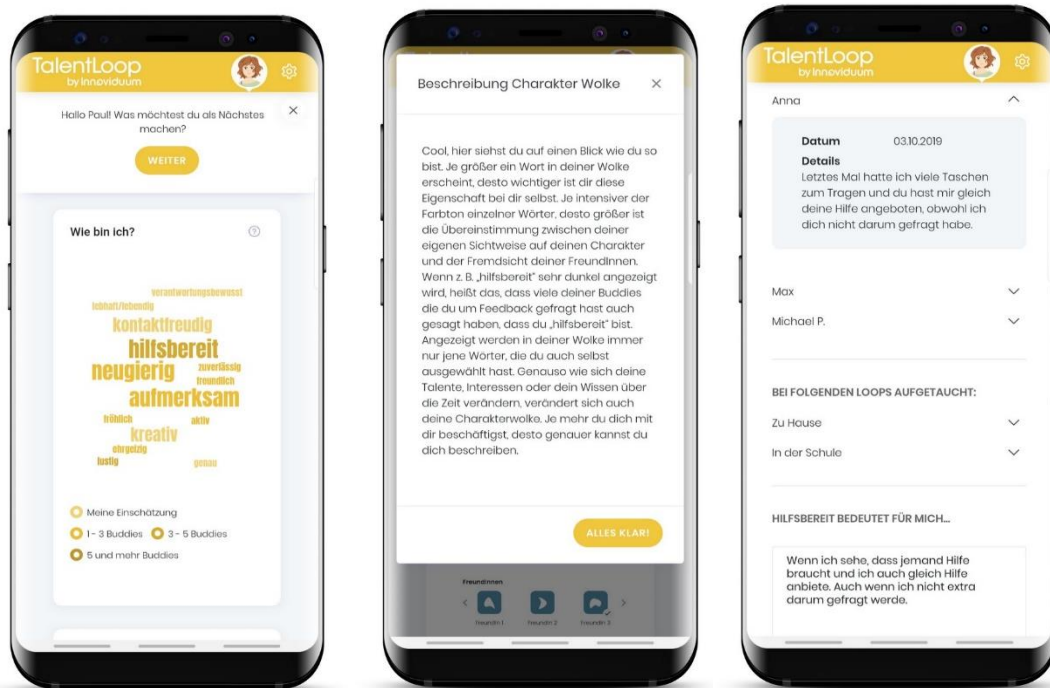 TalentLoop
by Innoviduum
Hallo Paul! Was möchtest du als Nächstes
machen?
WEITER
Wie bin ich?
verantwortungsbewusst
lebhaft/lebendig
kontaktfreudig
hilfsbereit
neugierig
zuverlässig
freundlich
aufmerksam
fröhlich
aktiv
kreativ
ehrgeizig
lustig
genau
Meine Einschätzung
1 - 3 Buddies
3 - 5 Buddies
5 und mehr Buddies
Beschreibung Charakter Wolke
Cool, hier siehst du auf einen Blick wie du so
bist. Je größer ein Wort in deiner Wolke
erscheint, desto wichtiger ist dir diese
Eigenschaft bei dir selbst. Je intensiver der
Farbton einzelner Wörter, desto größer ist
die Übereinstimmung zwischen deiner
eigenen Sichtweise auf deinen Charakter
und der Fremdsicht deiner FreundInnen.
Wenn z. B. „hilfsbereit" sehr dunkel angezeigt
wird, heißt das, dass viele deiner Buddies
die du um Feedback gefragt hast auch
gesagt haben, dass du „hilfsbereit" bist.
Angezeigt werden in deiner Wolke immer
nur jene Wörter, die du auch selbst
ausgewählt hast. Genauso wie sich deine
Talente, Interessen oder dein Wissen über
die Zeit verändern, verändert sich auch
deine Charakterwolke. Je mehr du dich mit
dir beschäftigst, desto genauer kannst du
dich beschreiben.
ALLES KLAR!
FreundInnen
FreundIn 1
FreundIn 2
FreundIn 3
TalentLoop
by Innoviduum
Anna
Datum 03.10.2019
Details
Letztes Mal hatte ich viele Taschen
zum Tragen und du hast mir gleich
deine Hilfe angeboten, obwohl ich
dich nicht darum gefragt habe.
Max
Michael P.
BEI FOLGENDEN LOOPS AUFGETAUCHT:
Zu Hause
In der Schule
HILFSBEREIT BEDEUTET FÜR MICH...
Wenn ich sehe, dass jemand Hilfe
braucht und ich auch gleich Hilfe
anbiete. Auch wenn ich nicht extra
darum gefragt werde.